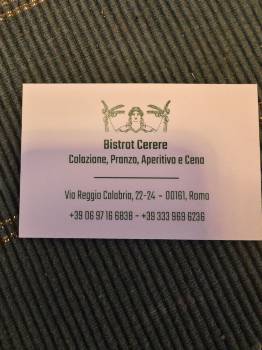 Bistrot Cerere
Colazione, Pranzo, Aperitivo e Cena
Via Reggio Calabria, 22-24 - 00161, Roma
+39 06 97 16 6838 - +39 333 969 6236